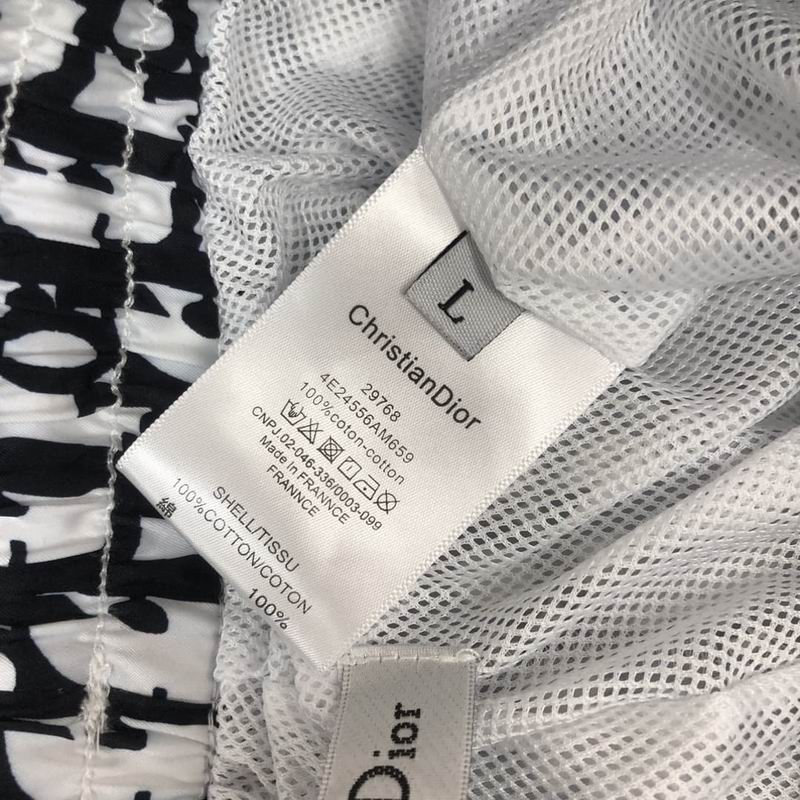 L
ChristianDior
29768
4E24556AM659
100%coton-cotton
CNPJ.02-046-336/0003-099
Made in FRANNCE
FRANNCE
SHELL/TISSU
100%COTTON/COTON
綿 100%
Dior